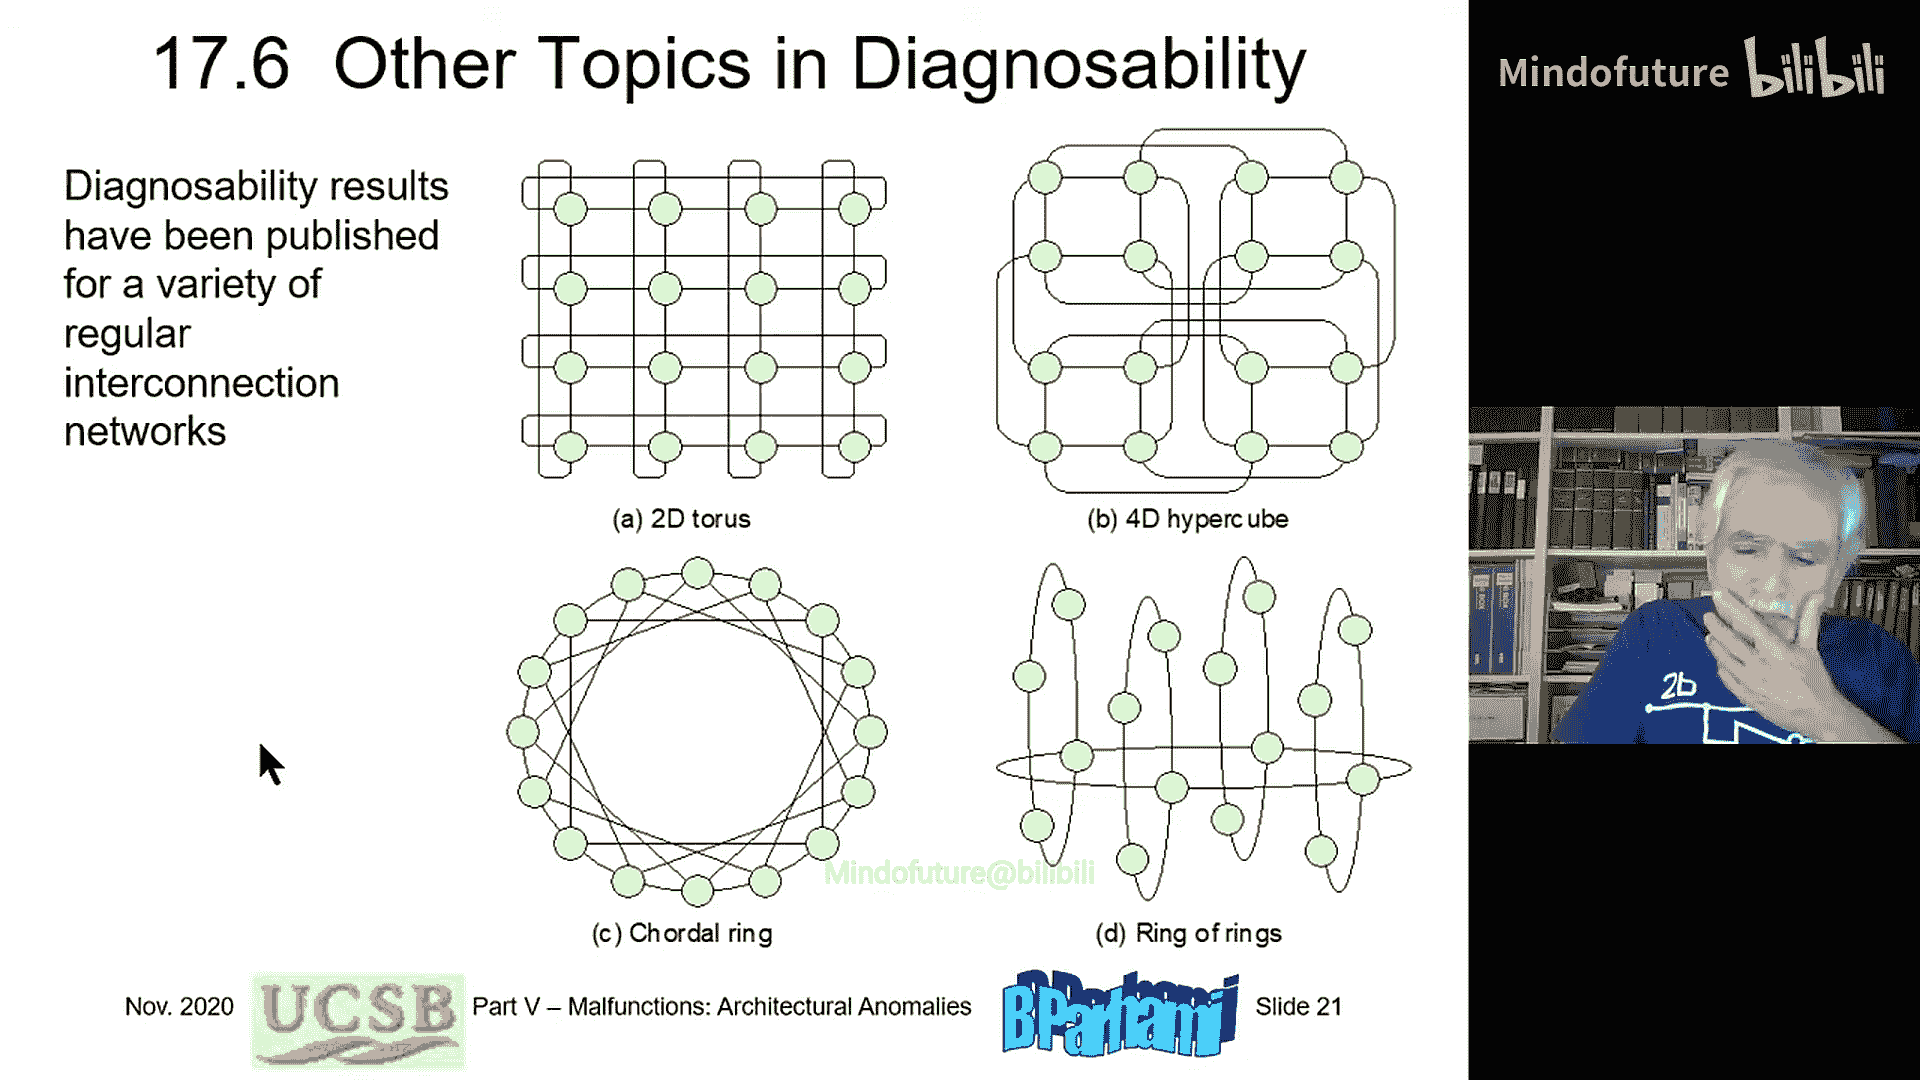 17.6 Other Topics in Diagnosability
Mindofuture bilibili
Diagnosability results
have been published
for a variety of
regular
interconnection
networks
(a) 2D torus
(b) 4D hypercube
2b
Mindofuture@bilibili
(c) Chordal ring
(d) Ring of rings
Nov. 2020
UCSB
Part V – Malfunctions: Architectural Anomalies
B Parhami
Slide 21